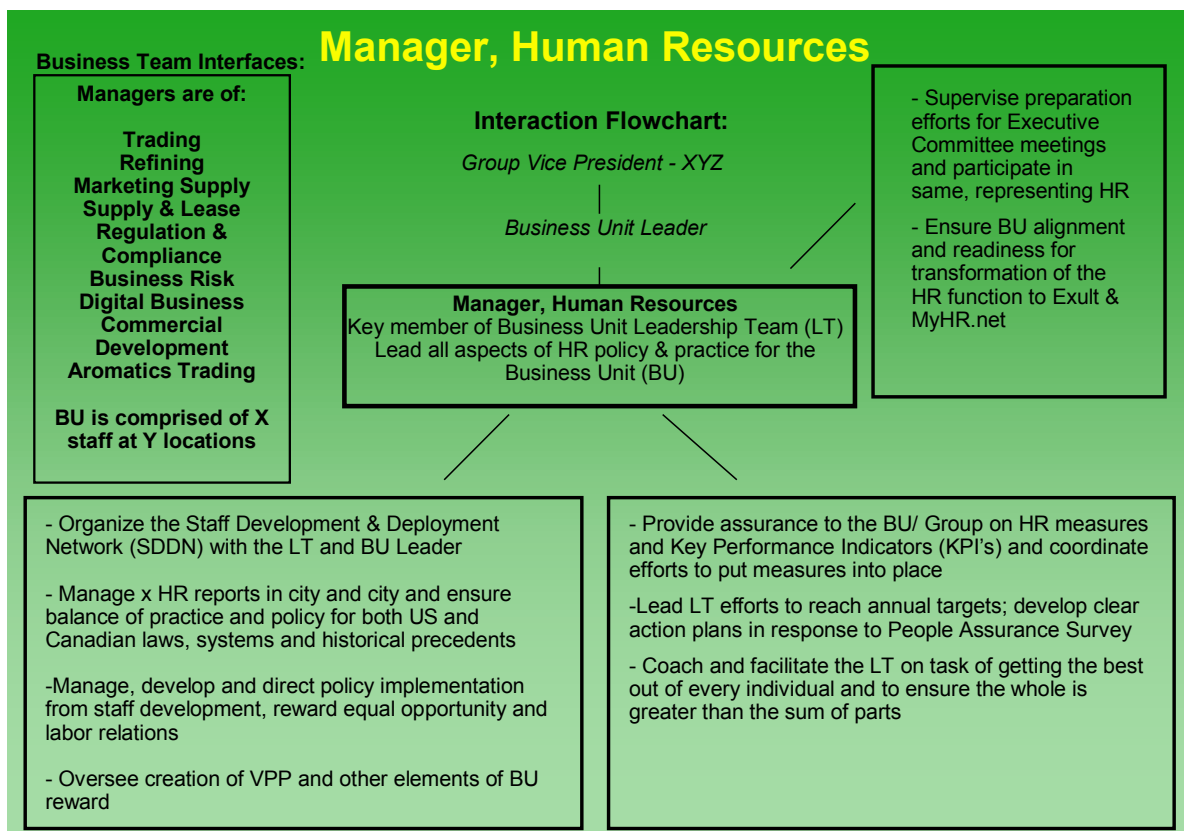 Manager, Human Resources
Business Team Interfaces:
Managers are of:
Trading
Refining
Marketing Supply
Supply & Lease
Regulation &
Compliance
Business Risk
Digital Business
Commercial
Development
Aromatics Trading
BU is comprised of X
staff at Y locations
Interaction Flowchart:
Group Vice President - XYZ
Business Unit Leader
Manager, Human Resources
Key member of Business Unit Leadership Team (LT)
Lead all aspects of HR policy & practice for the
Business Unit (BU)
- Supervise preparation
efforts for Executive
Committee meetings
and participate in
same, representing HR
- Ensure BU alignment
and readiness for
transformation of the
HR function to Exult &
MyHR.net
- Organize the Staff Development & Deployment
Network (SDDN) with the LT and BU Leader
- Manage x HR reports in city and city and ensure
balance of practice and policy for both US and
Canadian laws, systems and historical precedents
-Manage, develop and direct policy implementation
from staff development, reward equal opportunity and
labor relations
- Oversee creation of VPP and other elements of BU
reward
- Provide assurance to the BU/ Group on HR measures
and Key Performance Indicators (KPI's) and coordinate
efforts to put measures into place
-Lead LT efforts to reach annual targets; develop clear
action plans in response to People Assurance Survey
- Coach and facilitate the LT on task of getting the best
out of every individual and to ensure the whole is
greater than the sum of parts